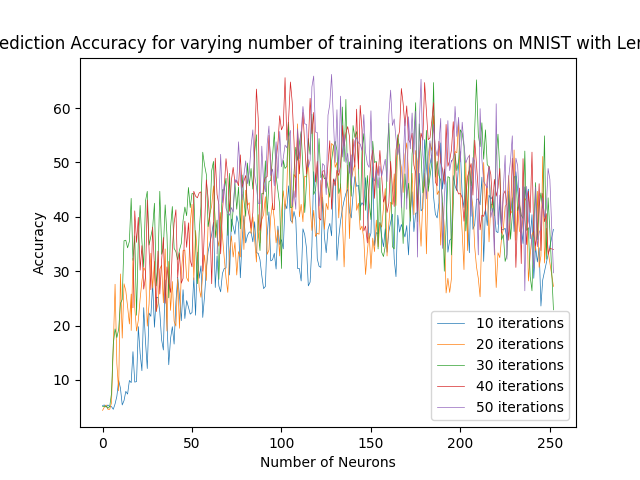 ediction Accuracy for varying number of training iterations on MNIST with Le
60
50
40
30
20
10
Accuracy
0
50
100
150
200
250
Number of Neurons
10 iterations
20 iterations
30 iterations
40 iterations
50 iterations